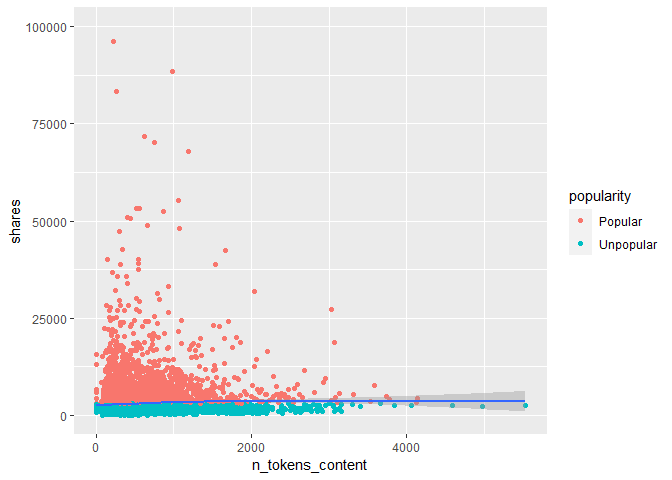 100000
75000
50000
25000
0
shares
0 2000 4000
n_tokens_content
popularity
Popular
Unpopular